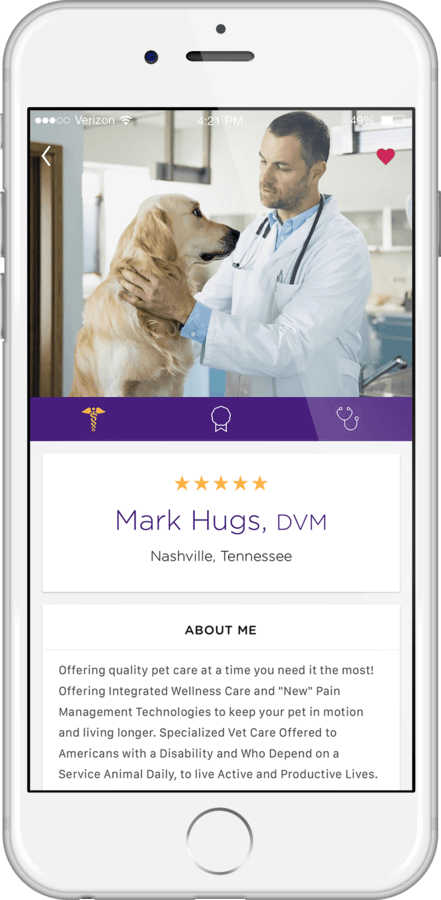 Verizon 4:21 PM 49%
Mark Hugs, DVM
Nashville, Tennessee
ABOUT ME
Offering quality pet care at a time you need it the most!
Offering Integrated Wellness Care and "New" Pain
Management Technologies to keep your pet in motion
and living longer. Specialized Vet Care Offered to
Americans with a Disability and Who Depend on a
Service Animal Daily, to live Active and Productive Lives.